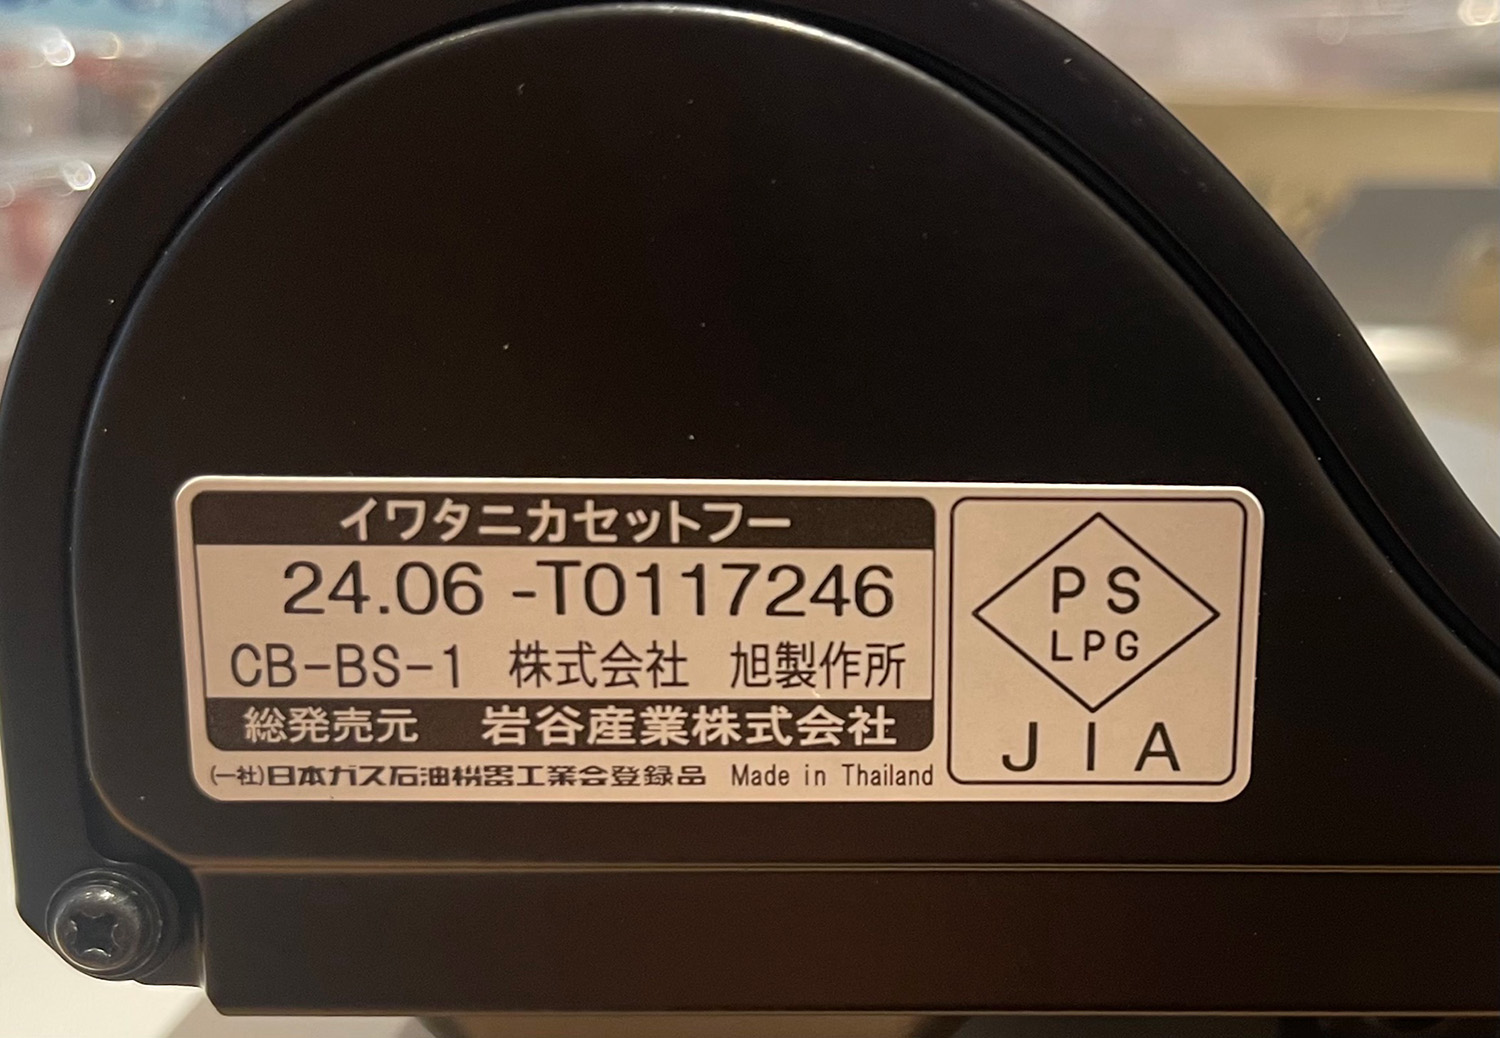 イワタニカセットフー
24.06 -T0117246
CB-BS-1 株式会社 旭製作所
総発売元 岩谷産業株式会社
(一社)日本ガス石油機器工業会登録品 Made in Thailand
PS
LPG
JIA